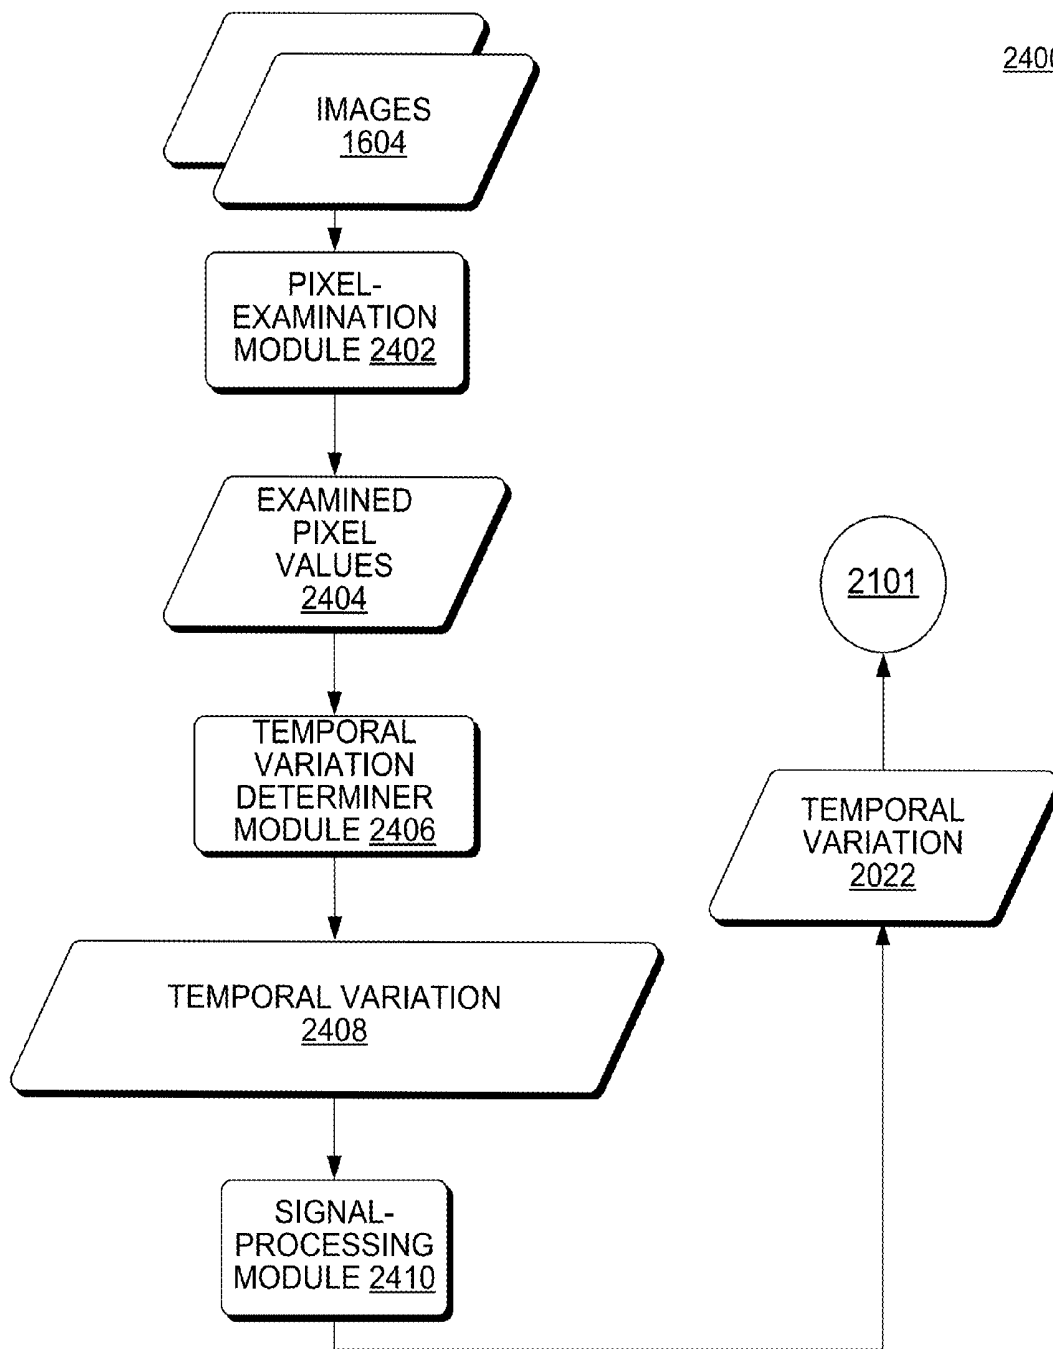 2400
IMAGES
1604
PIXEL-
EXAMINATION
MODULE 2402
EXAMINED
PIXEL
VALUES
2404
TEMPORAL
VARIATION
DETERMINER
MODULE 2406
TEMPORAL VARIATION
2408
SIGNAL-
PROCESSING
MODULE 2410
TEMPORAL
VARIATION
2022
2101